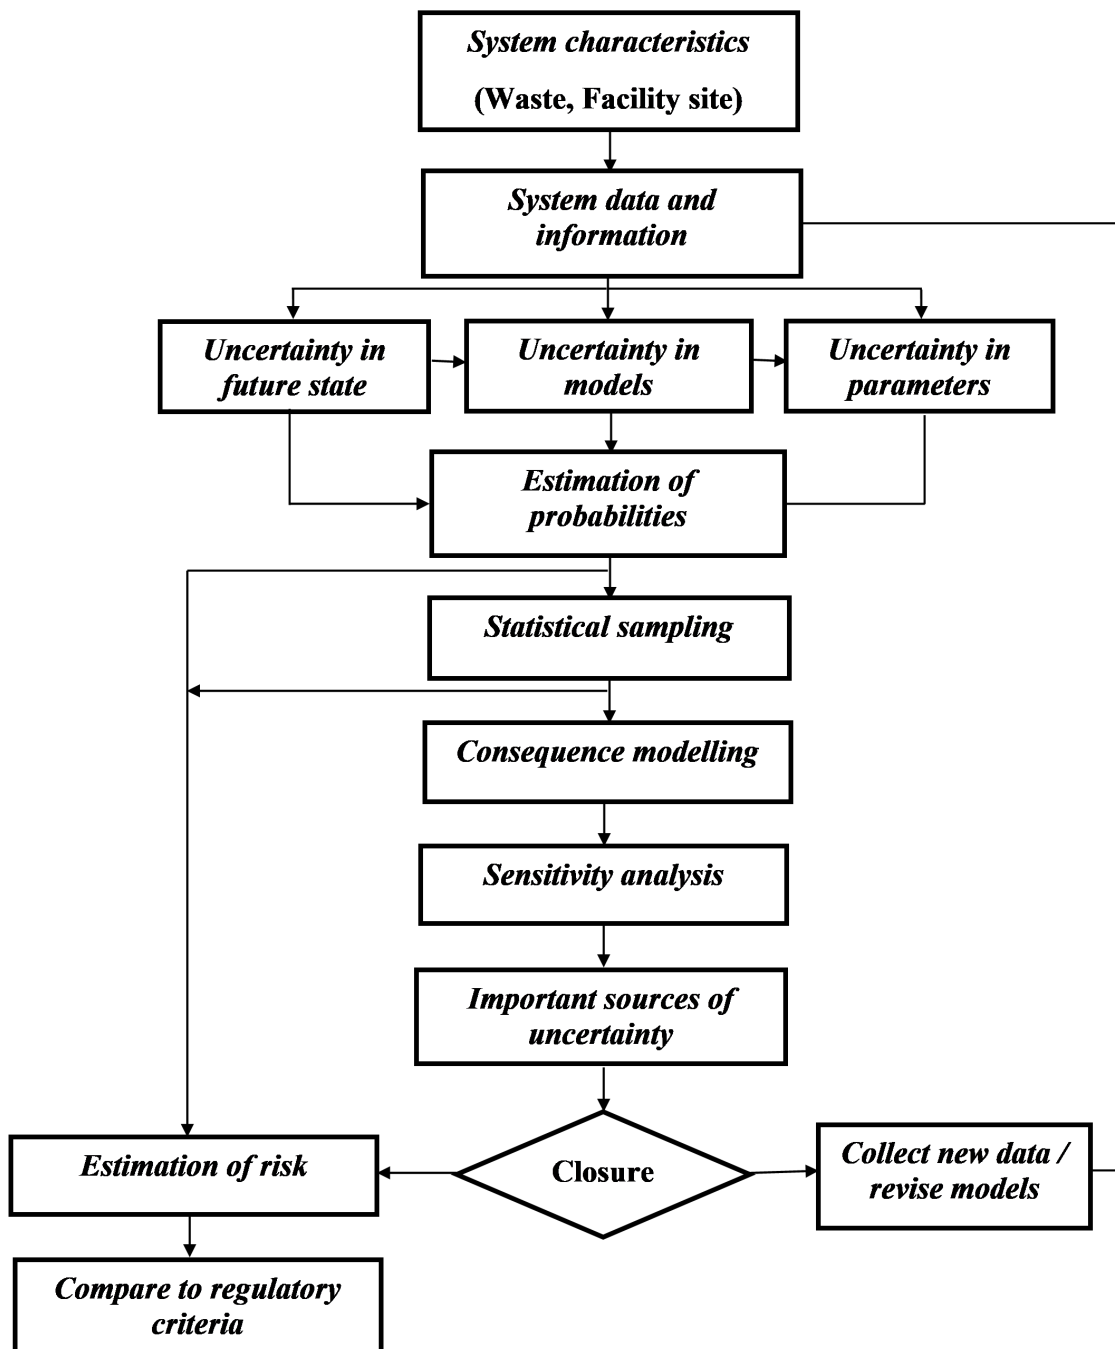 System characteristics
(Waste, Facility site)
System data and
information
Uncertainty in
future state
Uncertainty in
models
Uncertainty in
parameters
Estimation of
probabilities
Statistical sampling
Consequence modelling
Sensitivity analysis
Important sources of
uncertainty
Estimation of risk
Closure
Collect new data /
revise models
Compare to regulatory
criteria